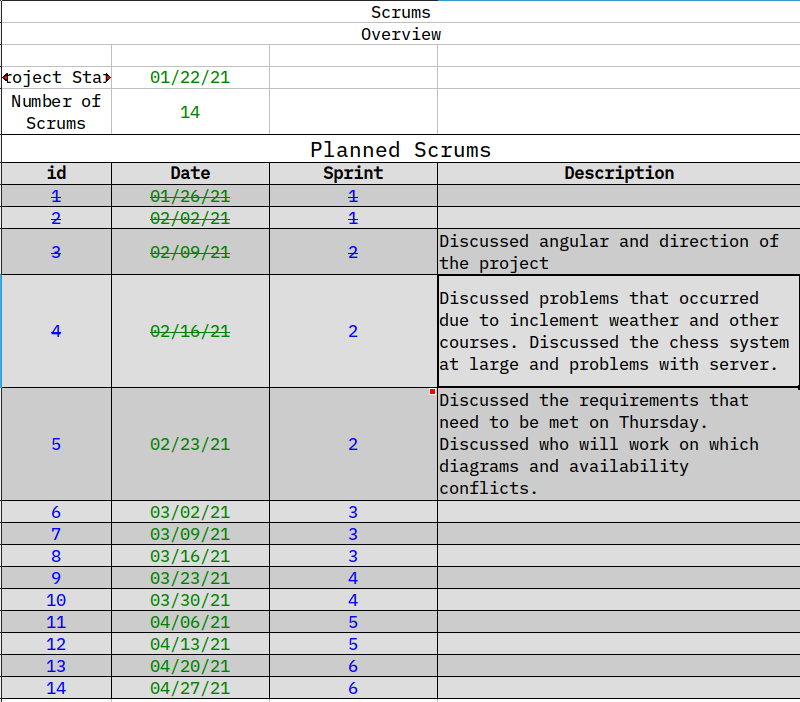 Scrums
Overview
roject Star 01/22/21
Number of
Scrums 14
Planned Scrums
id Date Sprint Description
1 01/26/21 1
2 02/02/21 1
3 02/09/21 2 Discussed angular and direction of
the project
4 02/16/21 2 Discussed problems that occurred
due to inclement weather and other
courses. Discussed the chess system
at large and problems with server.
5 02/23/21 2 Discussed the requirements that
need to be met on Thursday.
Discussed who will work on which
diagrams and availability
conflicts.
6 03/02/21 3
7 03/09/21 3
8 03/16/21 3
9 03/23/21 4
10 03/30/21 4
11 04/06/21 5
12 04/13/21 5
13 04/20/21 6
14 04/27/21 6